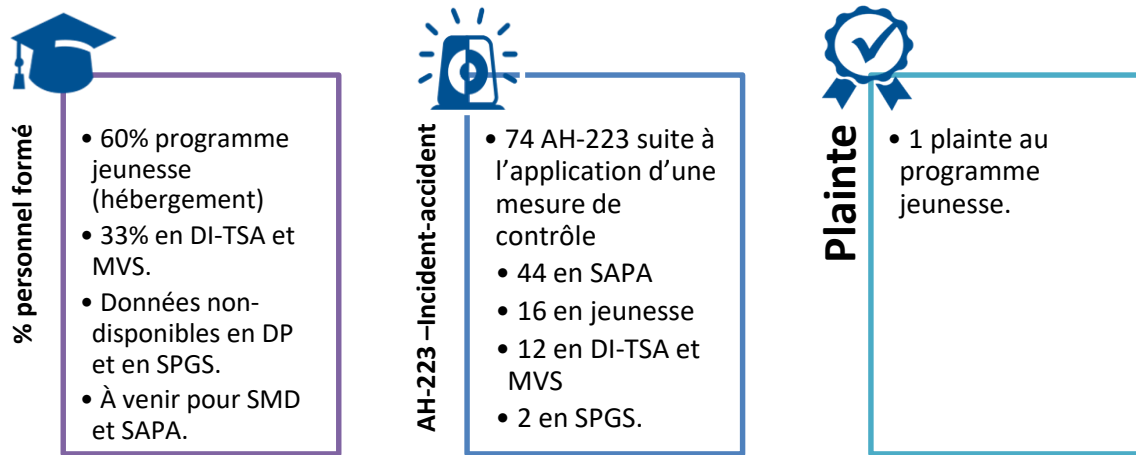 % personnel formé
• 60% programme
jeunesse
(hébergement)
• 33% en DI-TSA et
MVS.
• Données non-
disponibles en DP
et en SPGS.
• À venir pour SMD
et SAPA.
AH-223 –Incident-accident
• 74 AH-223 suite à
l’application d’une
mesure de
contrôle
• 44 en SAPA
• 16 en jeunesse
• 12 en DI-TSA et
MVS
• 2 en SPGS.
Plainte
• 1 plainte au
programme
jeunesse.